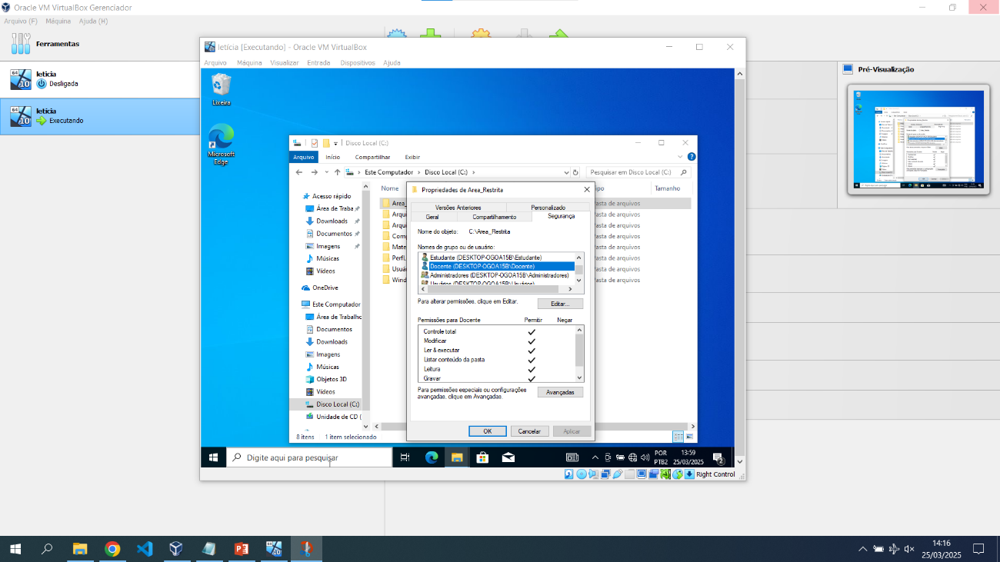 Oracle VM VirtualBox Gerenciador
Arquivo (F) Máquina Ajuda (H)
Ferramentas
letícia
Desligada
letícia
Executando
Pré-Visualização
letícia [Executando] - Oracle VM VirtualBox
Arquivo Máquina Visualizar Entrada Dispositivos Ajuda
Lixeira
Microsoft
Edge
Disco Local (C:)
Arquivo Início Compartilhar Exibir
Este Computador Disco Local (C:)
Pesquisar em Disco Local (C:)
Nome Tamanho
Acesso rápido
Área de Traba
Downloads
Documentos
Imagens
Músicas
Vídeos
OneDrive
Este Computador
Área de Trabalho
Documentos
Downloads
Imagens
Músicas
Objetos 3D
Vídeos
Disco Local (C:)
Unidade de CD (
8 itens 1 item selecionado
Area_
Arqu
Arqu
Com
Mate
PerfL
Usuá
Wind
Pasta de arquivos
Pasta de arquivos
Pasta de arquivos
Pasta de arquivos
Pasta de arquivos
Pasta de arquivos
Pasta de arquivos
Pasta de arquivos
Propriedades de Area_Restrita
Versões Anteriores Personalizado
Geral Compartilhamento Segurança
Nome do objeto: C:\Area_Restrita
Nomes de grupo ou de usuário:
Estudante (DESKTOP-OGOA15B\Estudante)
Docente (DESKTOP-OGOA15B\Docente)
Administradores (DESKTOP-OGOA15B\Administradores)
Usuários (DESKTOP-OGOA15B\Usuários)
Para alterar permissões, clique em Editar.
Editar...
Permissões para Docente Permitir Negar
Controle total
Modificar
Ler & executar
Listar conteúdo da pasta
Leitura
Gravar
Para permissões especiais ou configurações
avançadas, clique em Avançadas.
Avançadas
OK Cancelar Aplicar
Digite aqui para pesquisar
POR
PTB2
13:59
25/03/2025
2
Right Control
14:16
25/03/2025